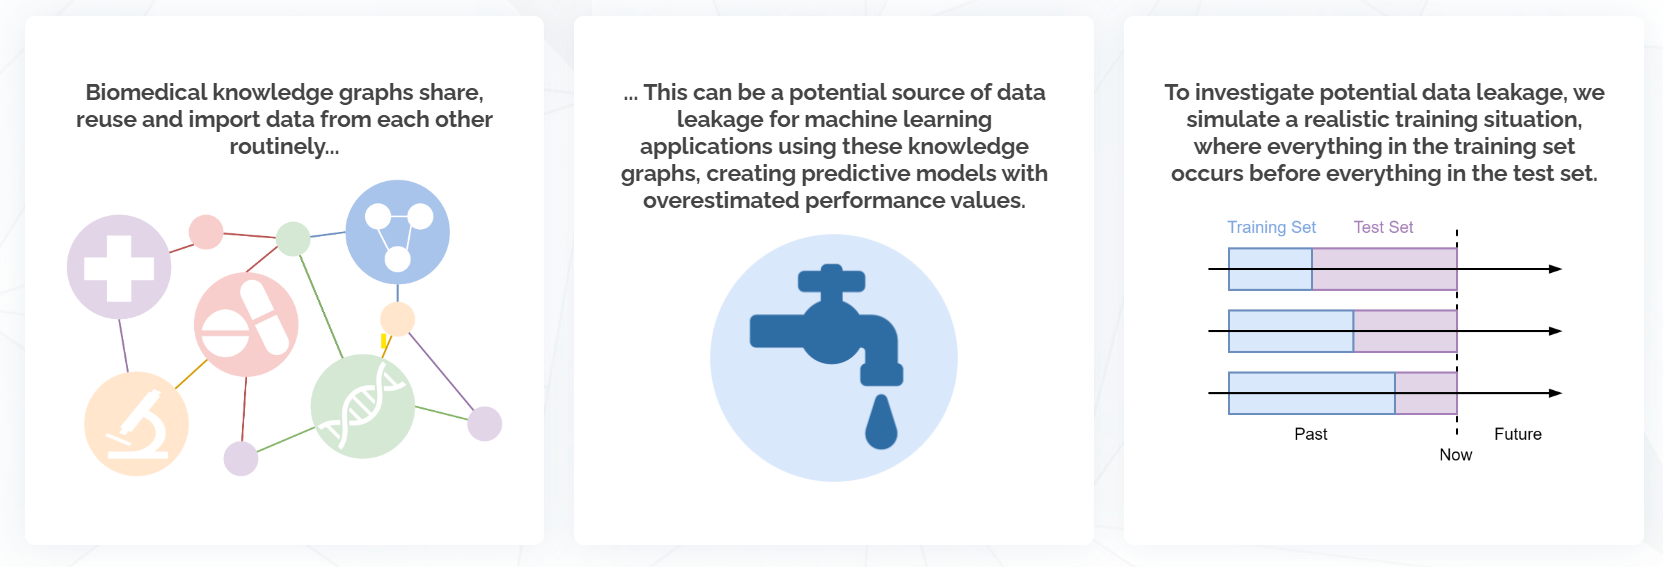 Biomedical knowledge graphs share,
reuse and import data from each other
routinely...
... This can be a potential source of data
leakage for machine learning
applications using these knowledge
graphs, creating predictive models with
overestimated performance values.
To investigate potential data leakage, we
simulate a realistic training situation,
where everything in the training set
occurs before everything in the test set.
Training Set
Test Set
Past
Future
Now